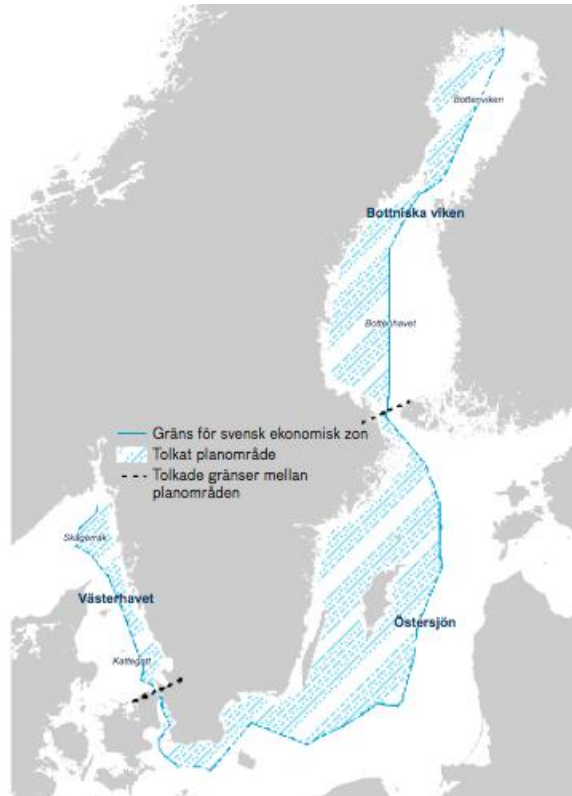 Bottenviken
Bottniska viken
Bottenhavet
Gräns för svensk ekonomisk zon
Tolkat planområde
Tolkade gränser mellan
planområden
Skagerrak
Västerhavet
Östersjön
Kattegatt